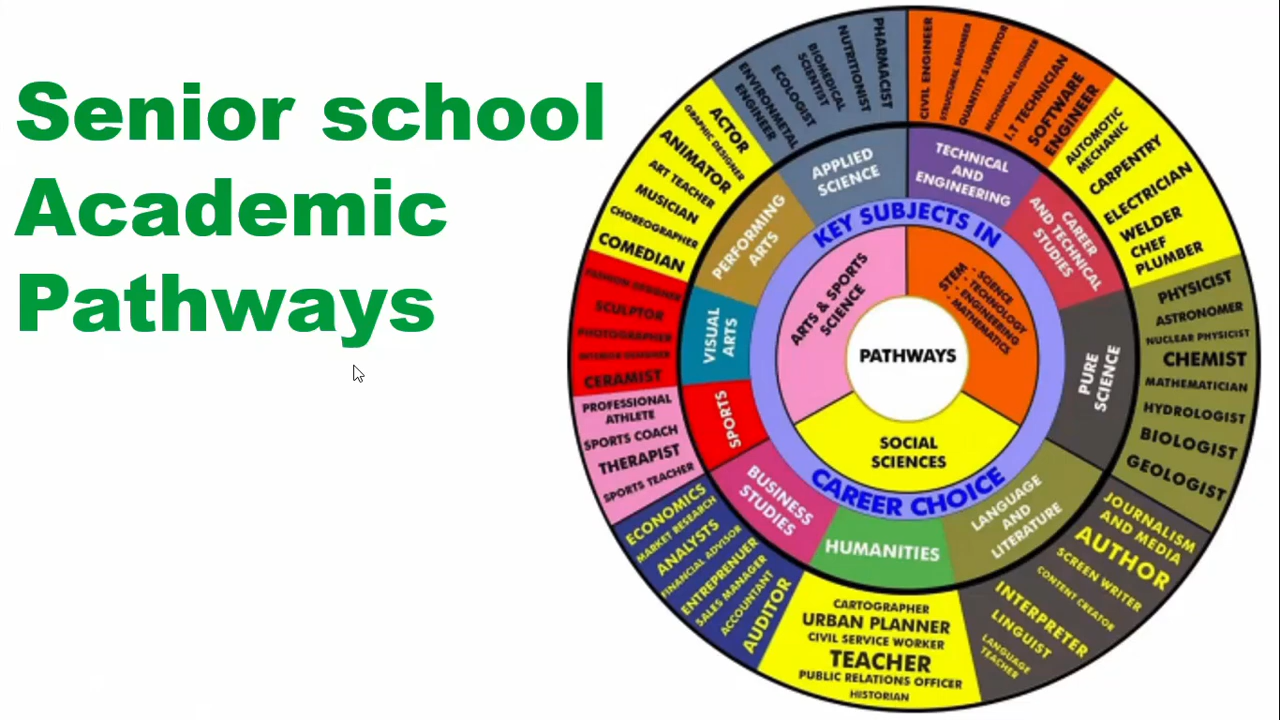 Senior school
Academic
Pathways
PATHWAYS
STEM
- SCIENCE
- TECHNOLOGY
- ENGINEERING
- MATHEMATICS
SOCIAL
SCIENCES
ARTS & SPORTS
SCIENCE
KEY SUBJECTS IN
CAREER CHOICE
TECHNICAL
AND
ENGINEERING
CAREER
AND TECHNICAL
STUDIES
PURE
SCIENCE
LANGUAGE
AND
LITERATURE
HUMANITIES
BUSINESS
STUDIES
SPORTS
VISUAL
ARTS
PERFORMING
ARTS
APPLIED
SCIENCE
CIVIL ENGINEER
STRUCTURAL ENGINEER
QUANTITY SURVEYOR
MECHANICAL ENGINEER
I.T TECHNICIAN
SOFTWARE
ENGINEER
AUTOMOTIC
MECHANIC
CARPENTRY
ELECTRICIAN
WELDER
CHEF
PLUMBER
PHYSICIST
ASTRONOMER
NUCLEAR PHYSICIST
CHEMIST
MATHEMATICIAN
HYDROLOGIST
BIOLOGIST
GEOLOGIST
JOURNALISM
AND MEDIA
AUTHOR
SCREEN WRITER
CONTENT CREATOR
INTERPRETER
LINGUIST
LANGUAGE
TEACHER
CARTOGRAPHER
URBAN PLANNER
CIVIL SERVICE WORKER
TEACHER
PUBLIC RELATIONS OFFICER
HISTORIAN
ECONOMICS
MARKET RESEARCH
ANALYSTS
FINANCIAL ADVISOR
ENTREPRENUER
SALES MANAGER
ACCOUNTANT
AUDITOR
PROFESSIONAL
ATHLETE
SPORTS COACH
THERAPIST
SPORTS TEACHER
FASHION DESIGNER
SCULPTOR
PHOTOGRAPHER
INTERIOR DESIGNER
CERAMIST
ACTOR
GRAPHIC DESIGNER
ANIMATOR
ART TEACHER
MUSICIAN
CHOREOGRAPHER
COMEDIAN
ENVIRONMETAL
ENGINEER
ECOLOGIST
BIOMEDICAL
SCIENTIST
NUTRITIONIST
PHARMACIST